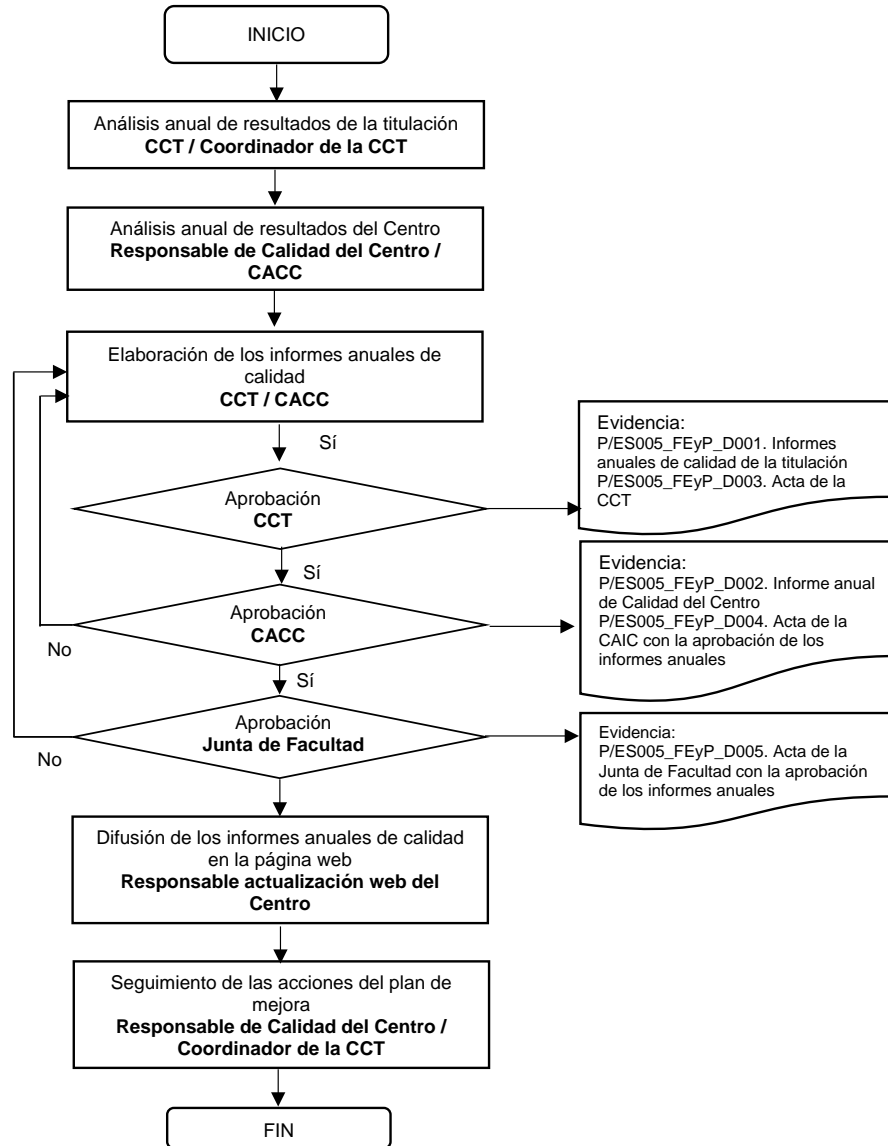 INICIO
Análisis anual de resultados de la titulación
CCT / Coordinador de la CCT
Análisis anual de resultados del Centro
Responsable de Calidad del Centro /
CACC
Elaboración de los informes anuales de
calidad
CCT / CACC
Sí
Aprobación
CCT
Evidencia:
P/ES005_FEyP_D001. Informes
anuales de calidad de la titulación
P/ES005_FEyP_D003. Acta de la
CCT
Sí
Aprobación
CACC
No
Evidencia:
P/ES005_FEyP_D002. Informe anual
de Calidad del Centro
P/ES005_FEyP_D004. Acta de la
CAIC con la aprobación de los
informes anuales
Sí
Aprobación
Junta de Facultad
No
Evidencia:
P/ES005_FEyP_D005. Acta de la
Junta de Facultad con la aprobación
de los informes anuales
Difusión de los informes anuales de calidad
en la página web
Responsable actualización web del
Centro
Seguimiento de las acciones del plan de
mejora
Responsable de Calidad del Centro /
Coordinador de la CCT
FIN